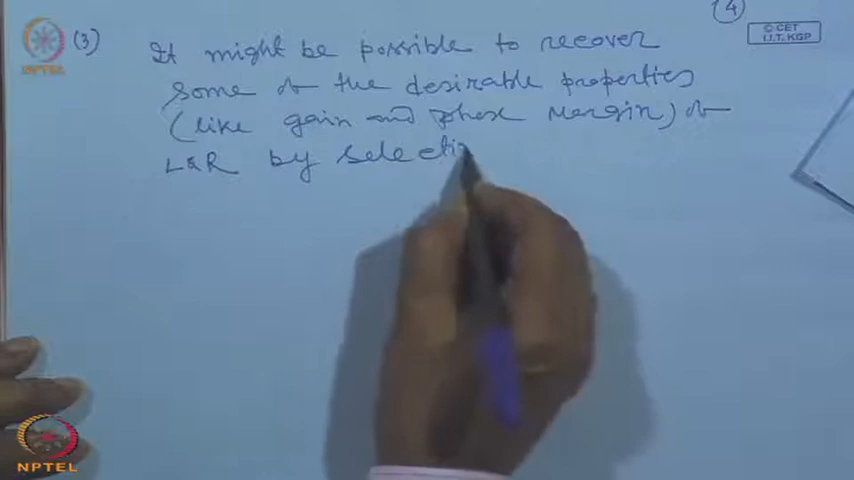 (4)
© CET
I.I.T. KGP
NPTEL
(3) It might be possible to recover
some of the desirable properties
(like gain and phase Margin) of
LQR by selecti
NPTEL